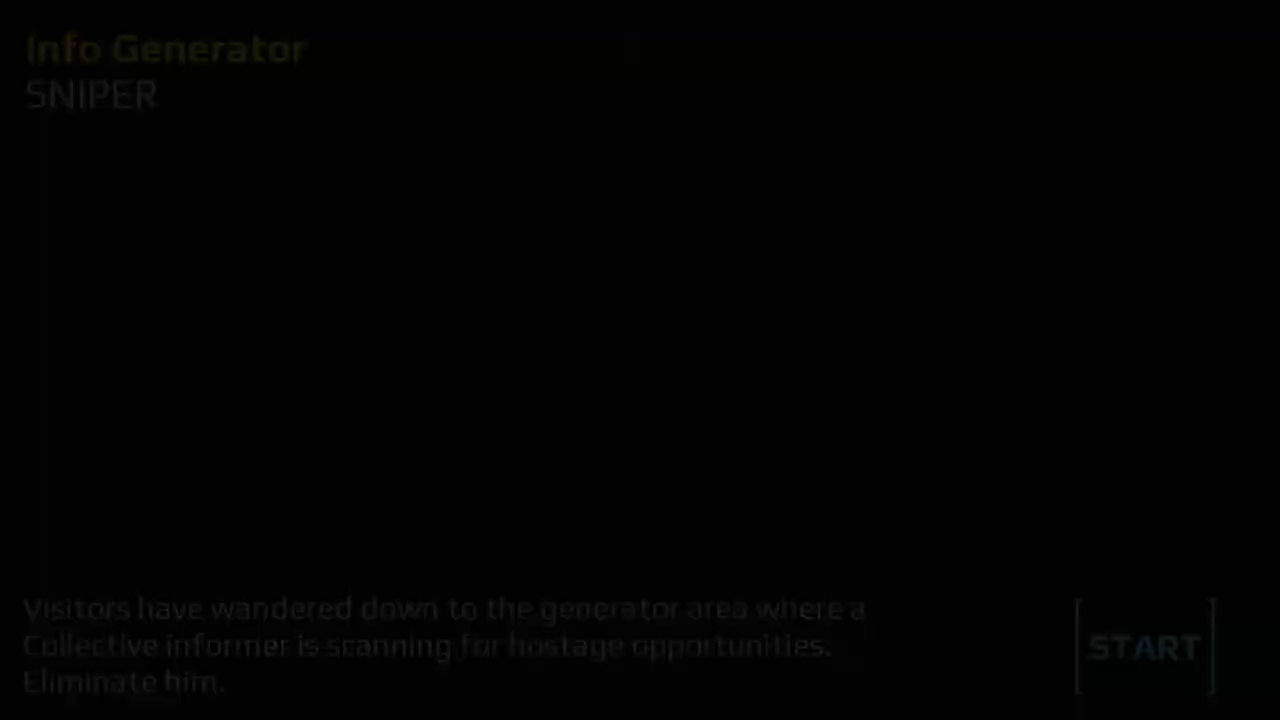 Info Generator
SNIPER
Visitors have wandered down to the generator area where a
Collective informer is scanning for hostage opportunities.
Eliminate him.
START